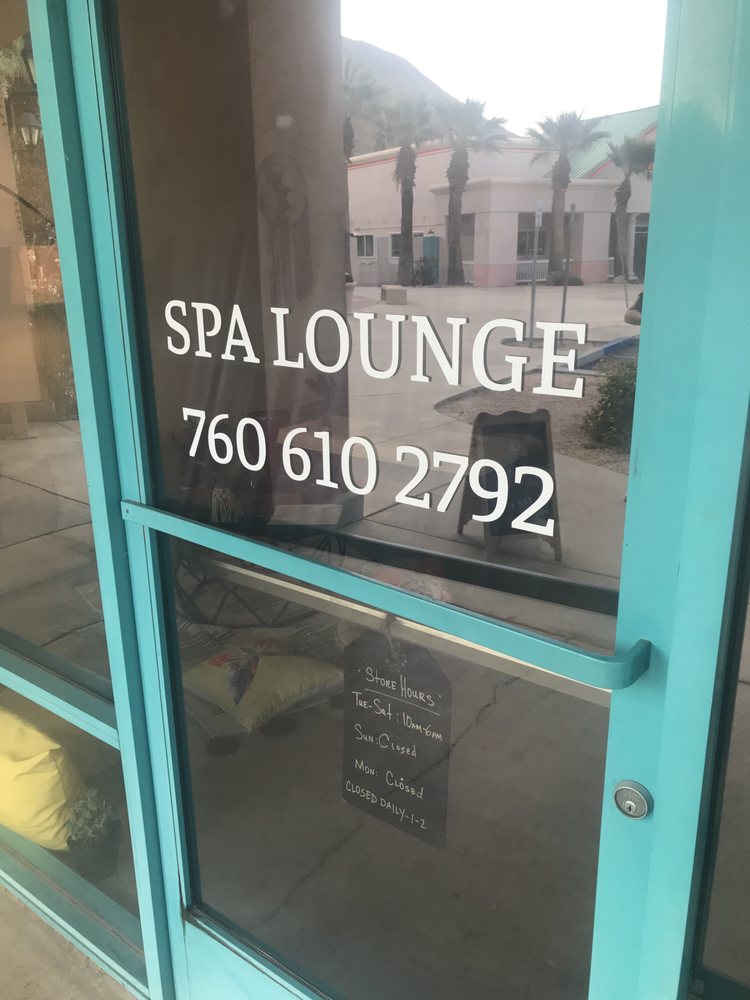 SPA LOUNGE
760 610 2792
· STORE HOURS ·
TUE-SAT: 10AM-6PM
SUN: CLOSED
MON: CLOSED
CLOSED DAILY-1-2